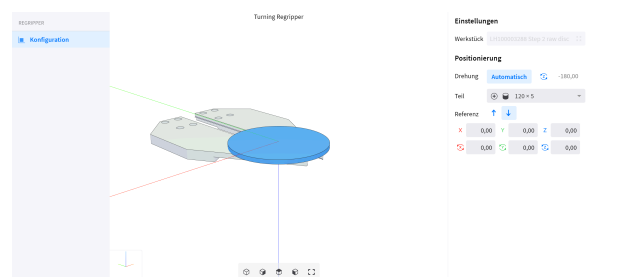 Turning Regripper
REGRIPPER
Konfiguration
Einstellungen
Werkstück
Positionierung
Drehung Automatisch -180,00
Teil 120 × 5
Referenz
X 0,00 Y 0,00 Z 0,00
0,00 0,00 0,00